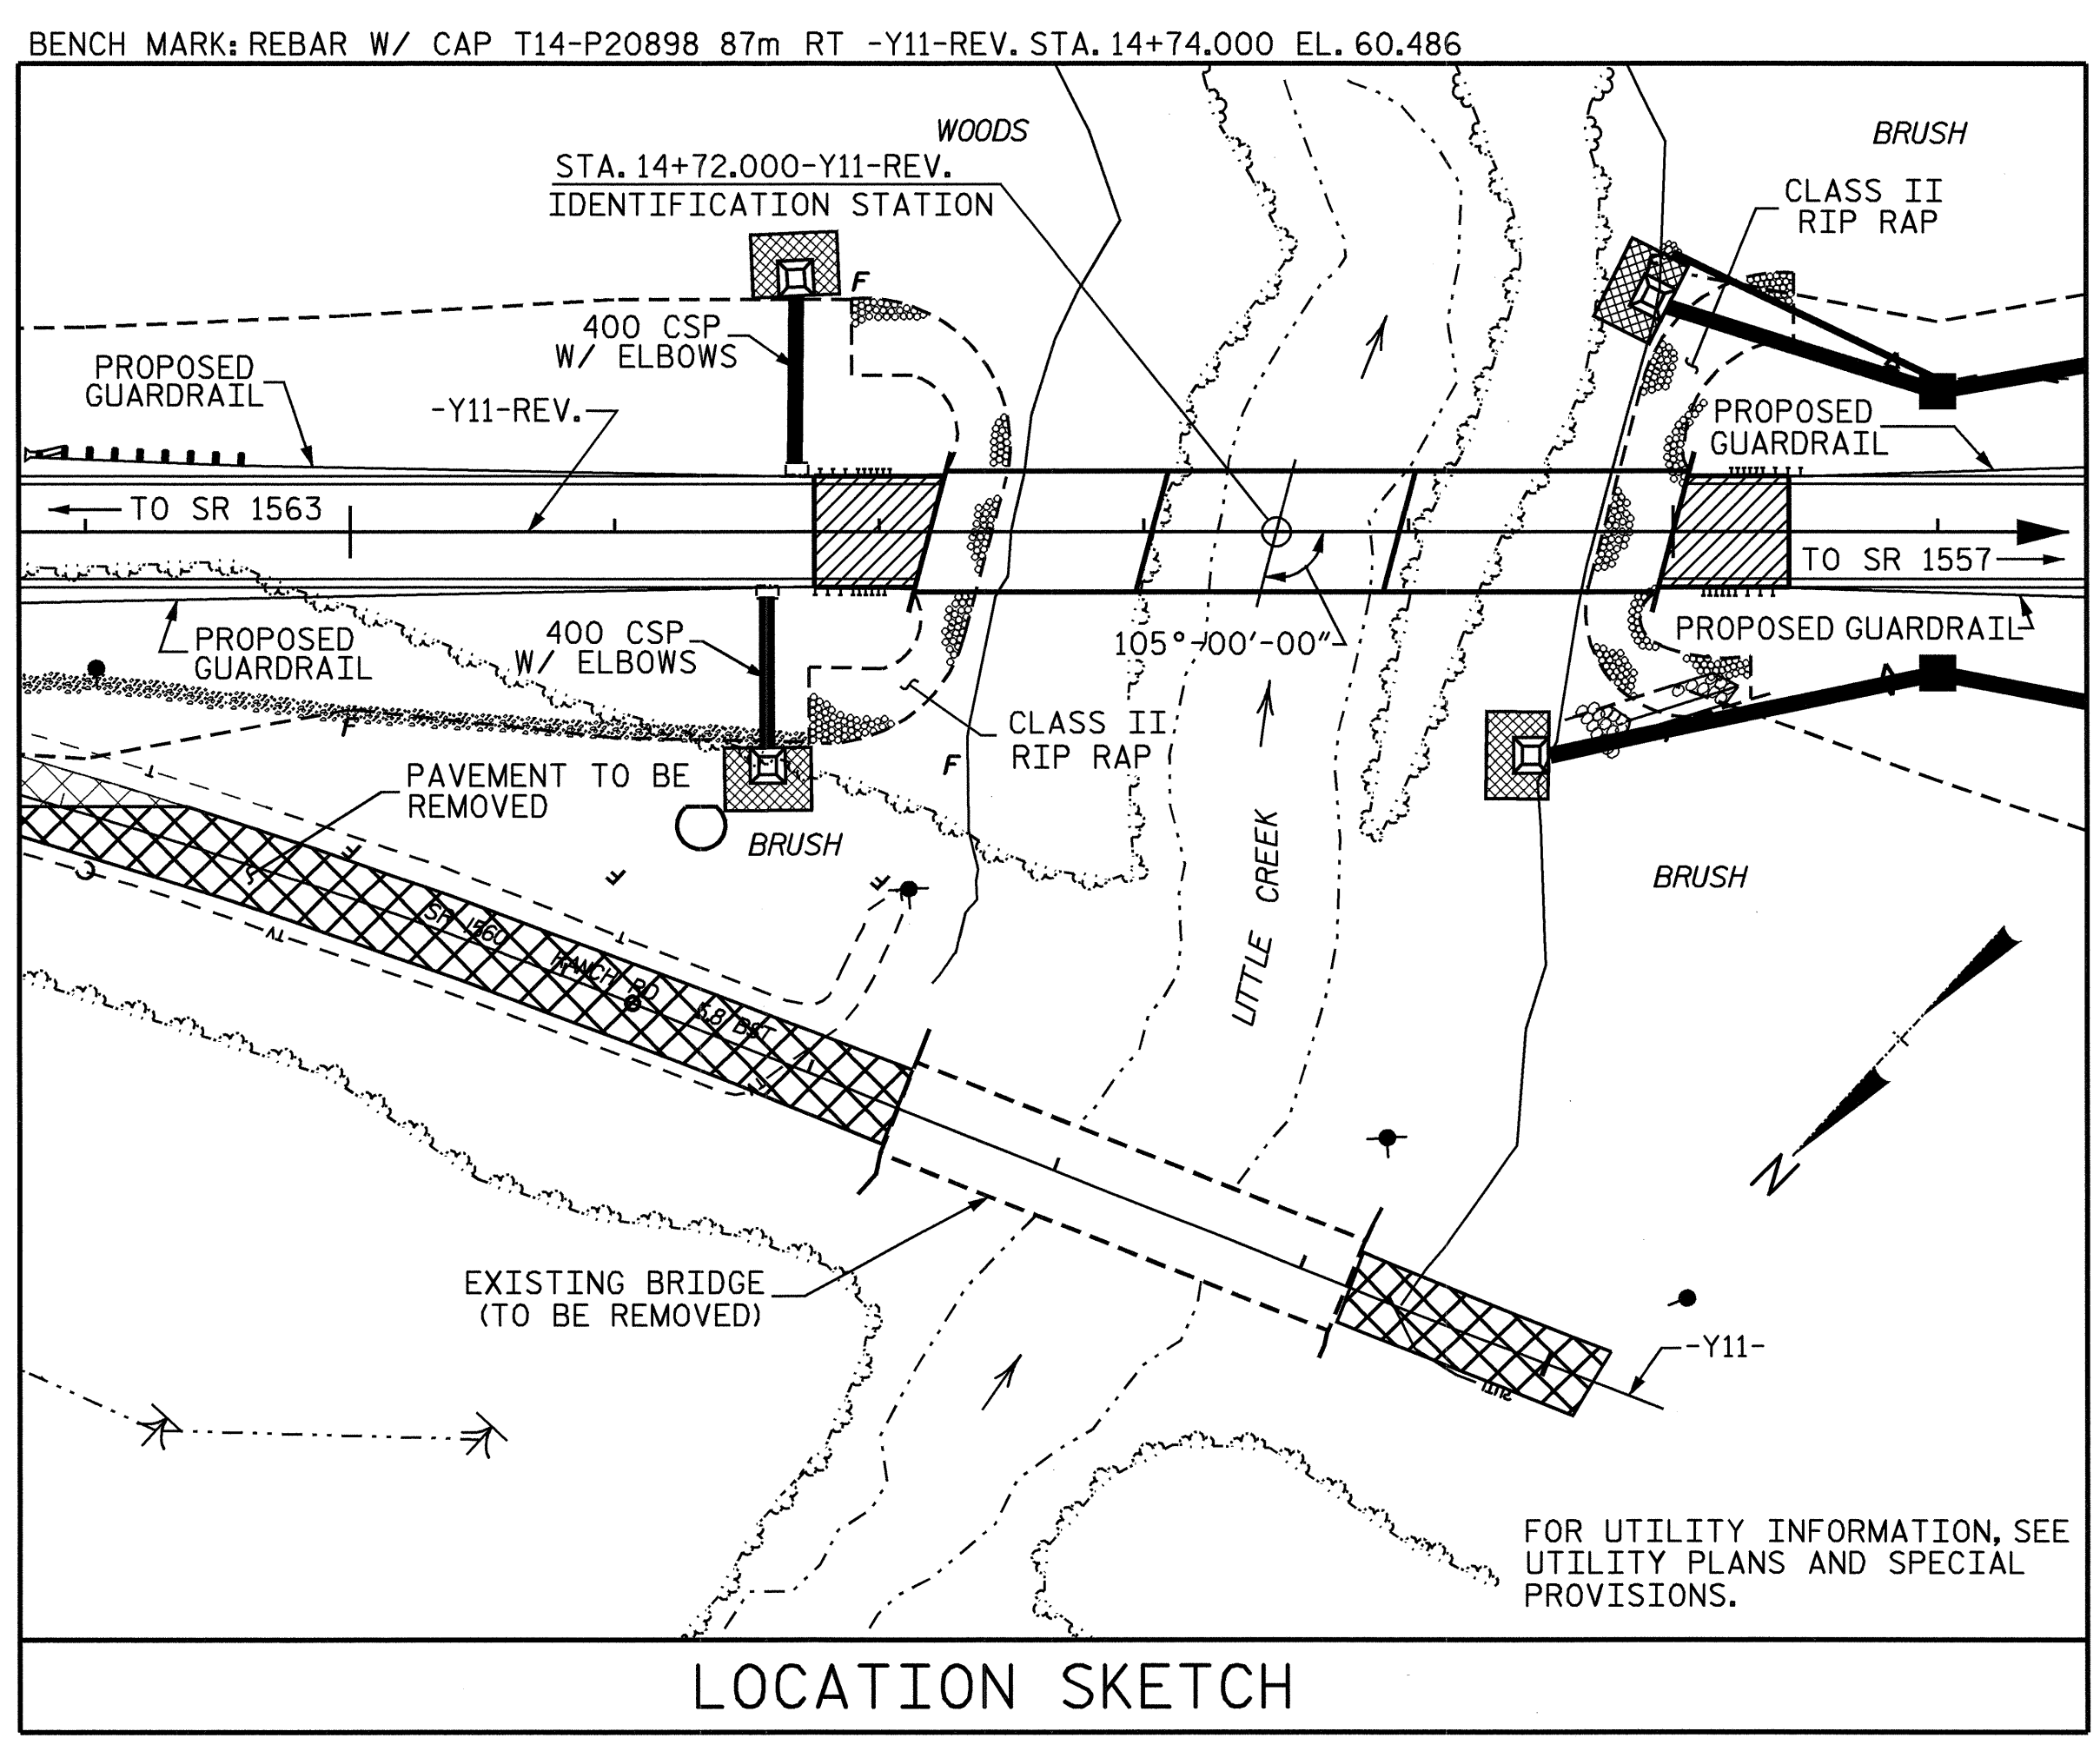 BENCH MARK: REBAR W/ CAP T14-P20898 87m RT -Y11-REV. STA. 14+74.000 EL. 60.486
WOODS
BRUSH
STA. 14+72.000-Y11-REV.
IDENTIFICATION STATION
CLASS II
RIP RAP
F
400 CSP
W/ ELBOWS
PROPOSED
GUARDRAIL
-Y11-REV.
PROPOSED
GUARDRAIL
TO SR 1563
TO SR 1557
PROPOSED
GUARDRAIL
400 CSP
W/ ELBOWS
105°-00'-00"
PROPOSED GUARDRAIL
F
CLASS II
RIP RAP
F
PAVEMENT TO BE
REMOVED
BRUSH
LITTLE CREEK
BRUSH
F
F
F
C
T
TV
T
SR 1560
RANCH RD
5.8 BST
N
EXISTING BRIDGE
(TO BE REMOVED)
-Y11-
FOR UTILITY INFORMATION, SEE
UTILITY PLANS AND SPECIAL
PROVISIONS.
LOCATION SKETCH